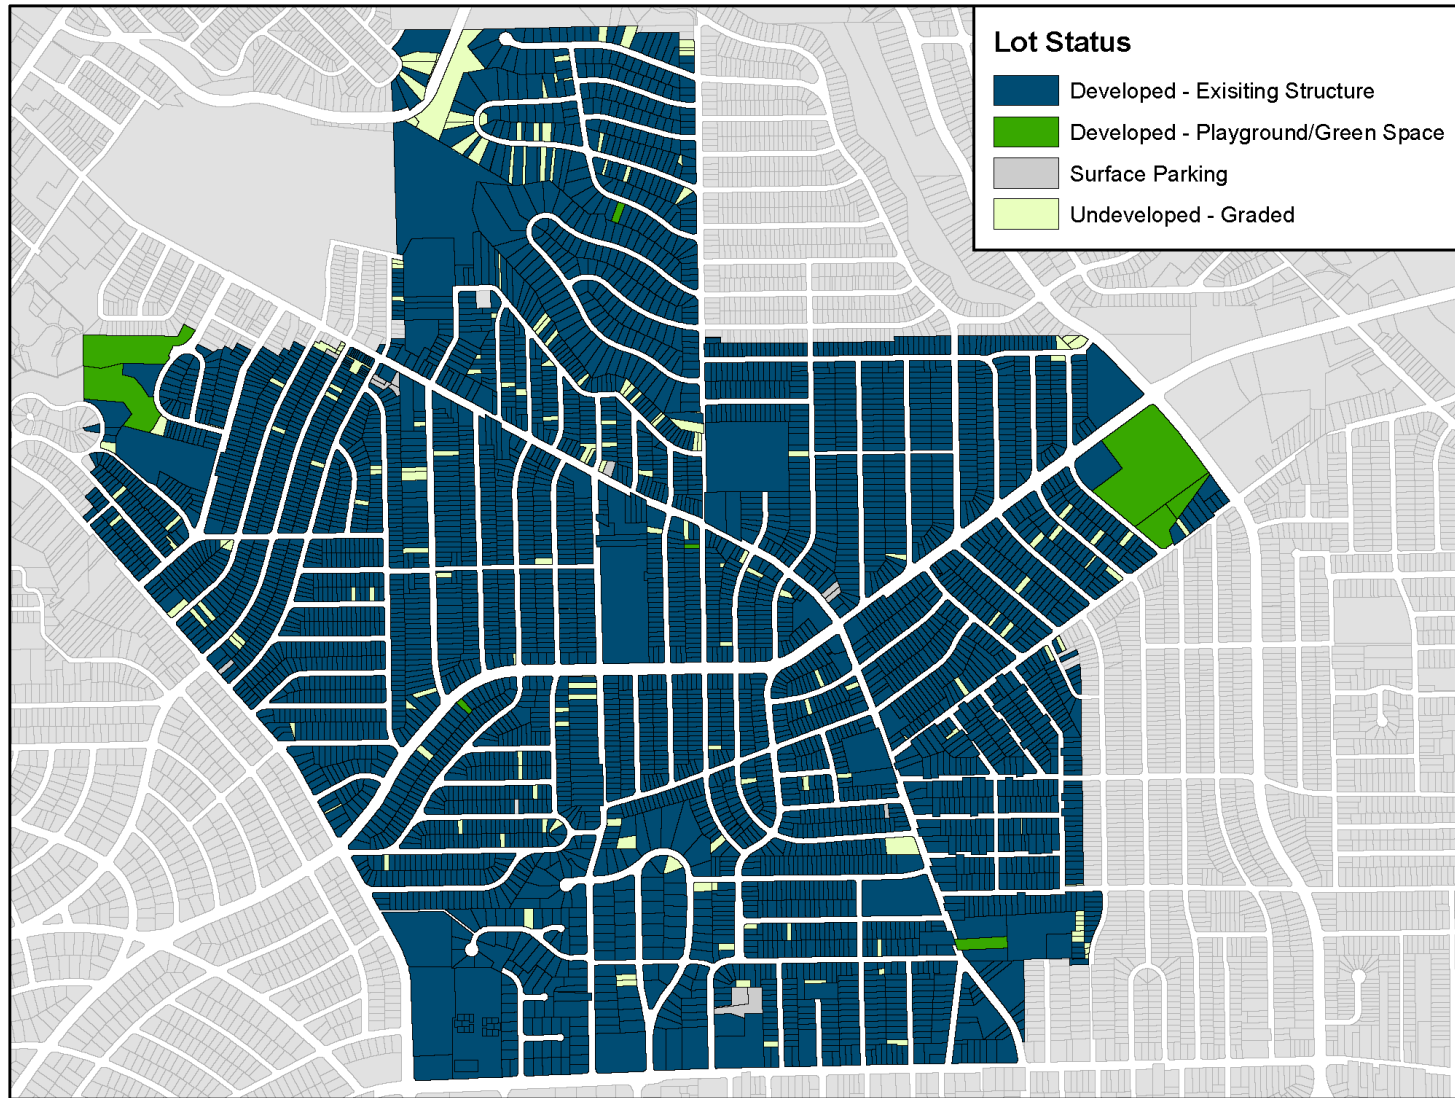 Lot Status
Developed - Exisiting Structure
Developed - Playground/Green Space
Surface Parking
Undeveloped - Graded